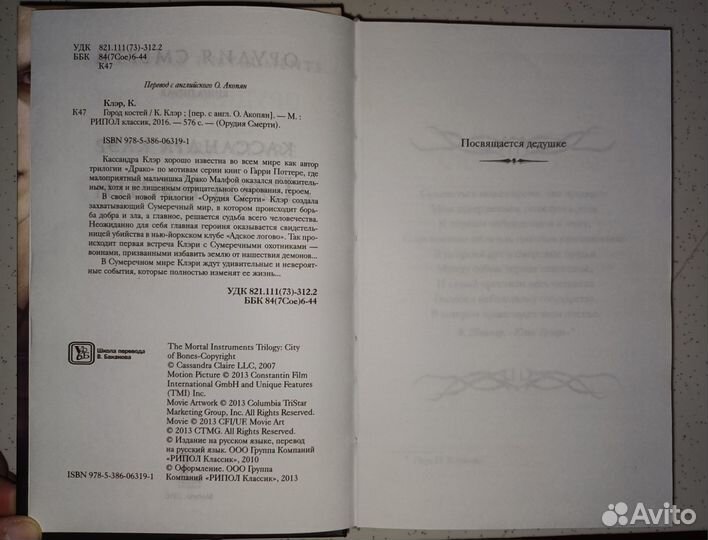 УДК 821.111(73)-312.2
ББК 84(7Сое)6-44
К47
Перевод с английского О. Акопян
Клэр, К.
К47 Город костей / К. Клэр ; [пер. с англ. О. Акопян]. — М. :
РИПОЛ классик, 2016. — 576 с. — (Орудия Смерти).
ISBN 978-5-386-06319-1
Кассандра Клэр хорошо известна во всем мире как автор
трилогии «Драко» по мотивам серии книг о Гарри Поттере, где
малоприятный мальчишка Драко Малфой оказался положитель-
ным, хотя и не лишенным отрицательного очарования, героем.
В своей новой трилогии «Орудия Смерти» Клэр создала
захватывающий Сумеречный мир, в котором происходит борь-
ба добра и зла, а главное, решается судьба всего человечества.
Неожиданно для себя главная героиня оказывается свидетель-
ницей убийства в нью-йоркском клубе «Адское логово». Так про-
исходит первая встреча Клэри с Сумеречными охотниками —
воинами, призванными избавить землю от нашествия демонов...
В Сумеречном мире Клэри ждут удивительные и невероят-
ные события, которые полностью изменят ее жизнь...
УДК 821.111(73)-312.2
ББК 84(7Сое)6-44
Школа перевода
В. Баканова
The Mortal Instruments Trilogy: City
of Bones-Copyright
© Cassandra Claire LLC, 2007
Motion Picture © 2013 Constantin Film
International GmbH and Unique Features
(TMI) Inc.
Movie Artwork © 2013 Columbia TriStar
Marketing Group, Inc. All Rights Reserved.
Movie © 2013 CFI/UF. Movie Art
© 2013 CTMG. All Rights Reserved.
© Издание на русском языке, перевод
на русский язык. ООО Группа Компаний
«РИПОЛ Классик», 2010
© Оформление. ООО Группа
Компаний «РИПОЛ Классик», 2013
ISBN 978-5-386-06319-1
Посвящается дедушке
Avito